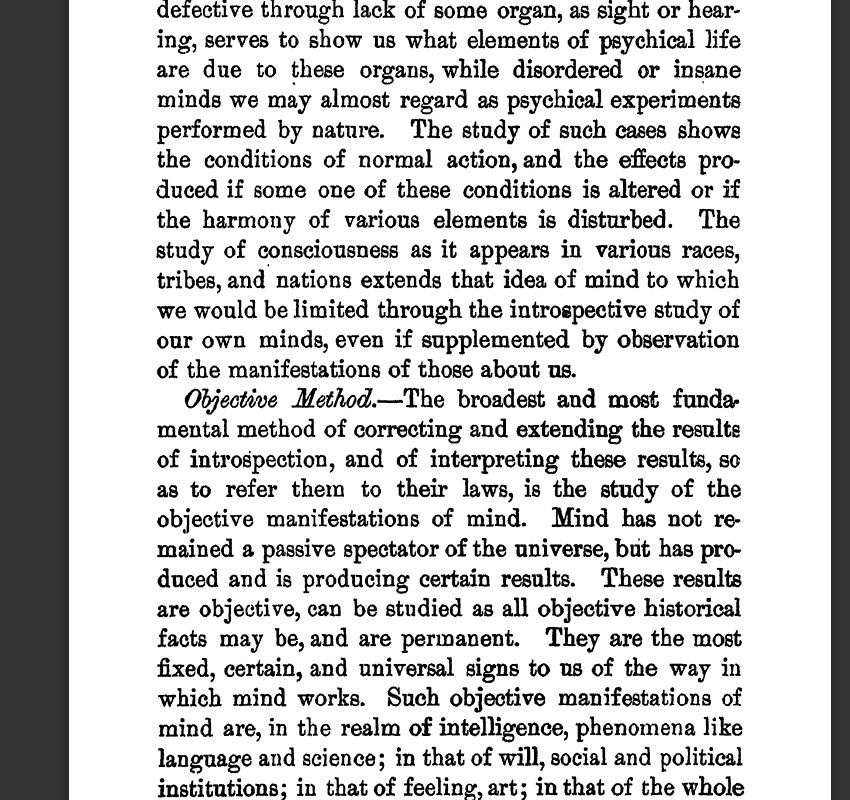 defective through lack of some organ, as sight or hear-
ing, serves to show us what elements of psychical life
are due to these organs, while disordered or insane
minds we may almost regard as psychical experiments
performed by nature. The study of such cases shows
the conditions of normal action, and the effects pro-
duced if some one of these conditions is altered or if
the harmony of various elements is disturbed. The
study of consciousness as it appears in various races,
tribes, and nations extends that idea of mind to which
we would be limited through the introspective study of
our own minds, even if supplemented by observation
of the manifestations of those about us.
Objective Method.—The broadest and most funda-
mental method of correcting and extending the results
of introspection, and of interpreting these results, so
as to refer them to their laws, is the study of the
objective manifestations of mind. Mind has not re-
mained a passive spectator of the universe, but has pro-
duced and is producing certain results. These results
are objective, can be studied as all objective historical
facts may be, and are permanent. They are the most
fixed, certain, and universal signs to us of the way in
which mind works. Such objective manifestations of
mind are, in the realm of intelligence, phenomena like
language and science; in that of will, social and political
institutions; in that of feeling, art; in that of the whole